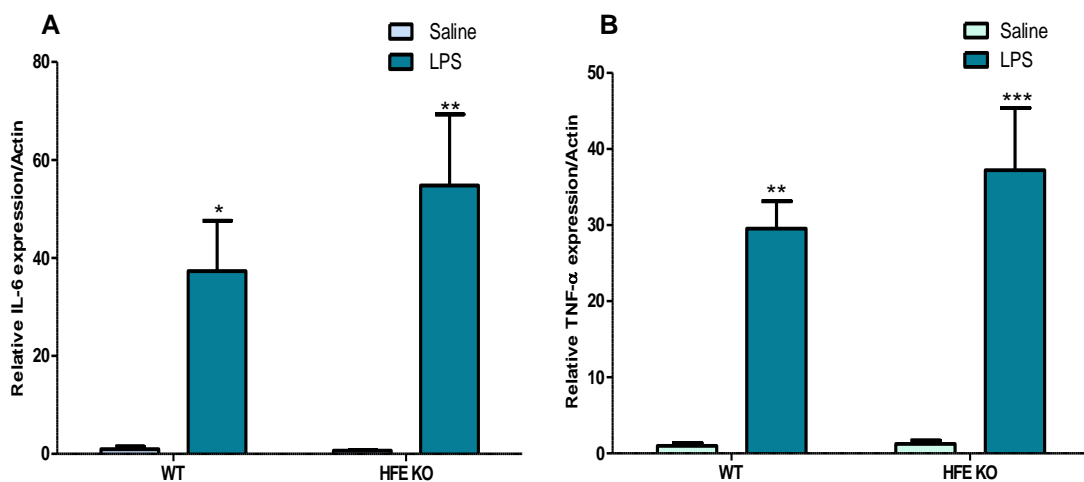 A
Saline
LPS
Relative IL-6 expression/Actin
80
60
40
20
0
*
**
WT
HFE KO
B
Saline
LPS
Relative TNF-α expression/Actin
50
40
30
20
10
0
**
***
WT
HFE KO